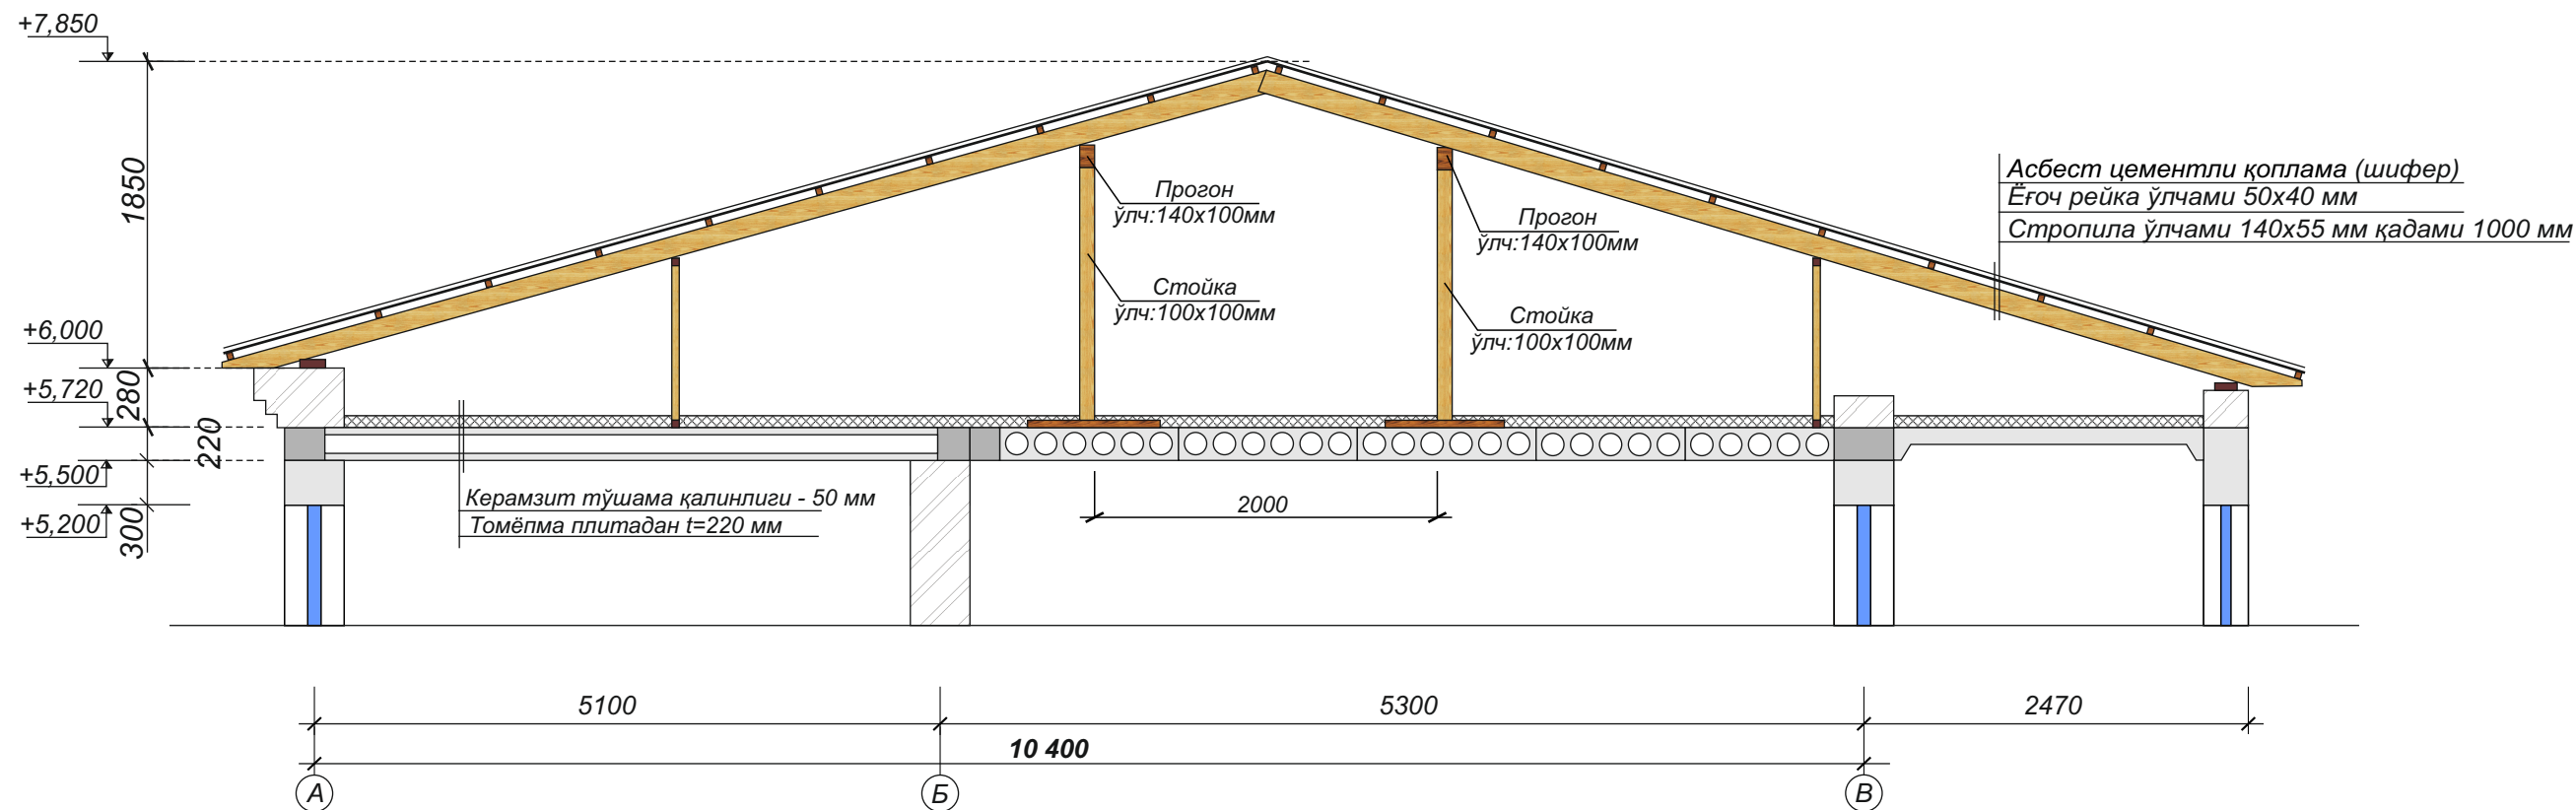 +7,850
1850
+6,000
280
+5,720
220
+5,500
+5,200
300
Прогон
ўлч:140х100мм
Стойка
ўлч:100х100мм
Прогон
ўлч:140х100мм
Стойка
ўлч:100х100мм
Асбест цементли қоплама (шифер)
Ёғоч рейка ўлчами 50х40 мм
Стропила ўлчами 140х55 мм қадами 1000 мм
Керамзит тўшама қалинлиги - 50 мм
Томёпма плитадан t=220 мм
2000
5100
5300
2470
10 400
А
Б
В